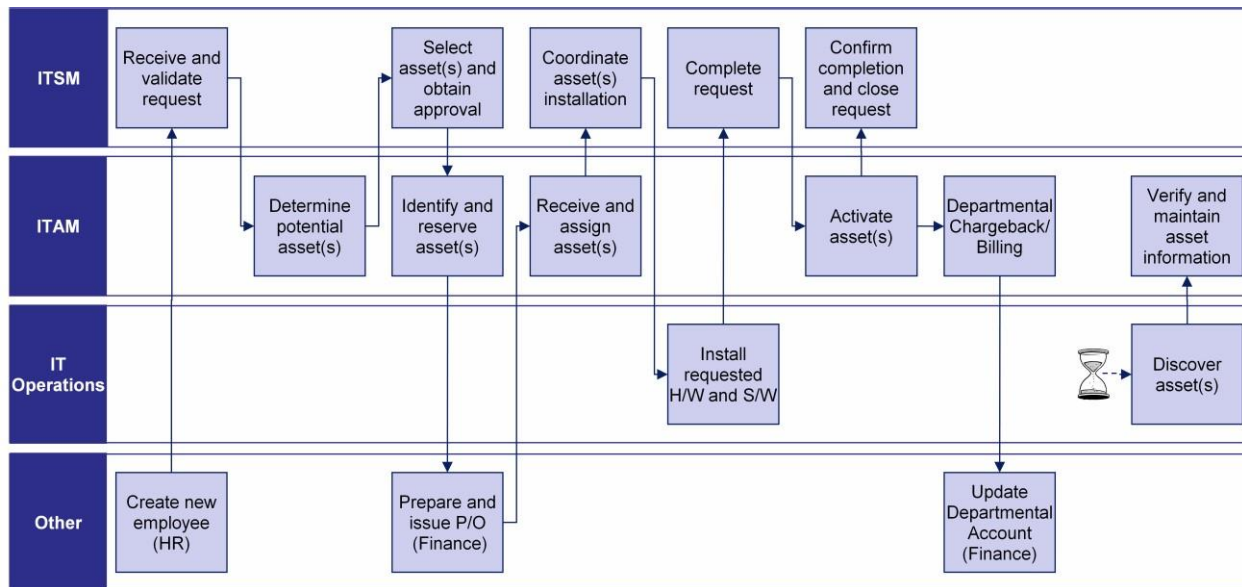 ITSM
Receive and
validate
request
Select
asset(s) and
obtain
approval
Coordinate
asset(s)
installation
Complete
request
Confirm
completion
and close
request
ITAM
Determine
potential
asset(s)
Identify and
reserve
asset(s)
Receive and
assign
asset(s)
Activate
asset(s)
Departmental
Chargeback/
Billing
Verify and
maintain
asset
information
IT
Operations
Install
requested
H/W and S/W
Discover
asset(s)
Other
Create new
employee
(HR)
Prepare and
issue P/O
(Finance)
Update
Departmental
Account
(Finance)